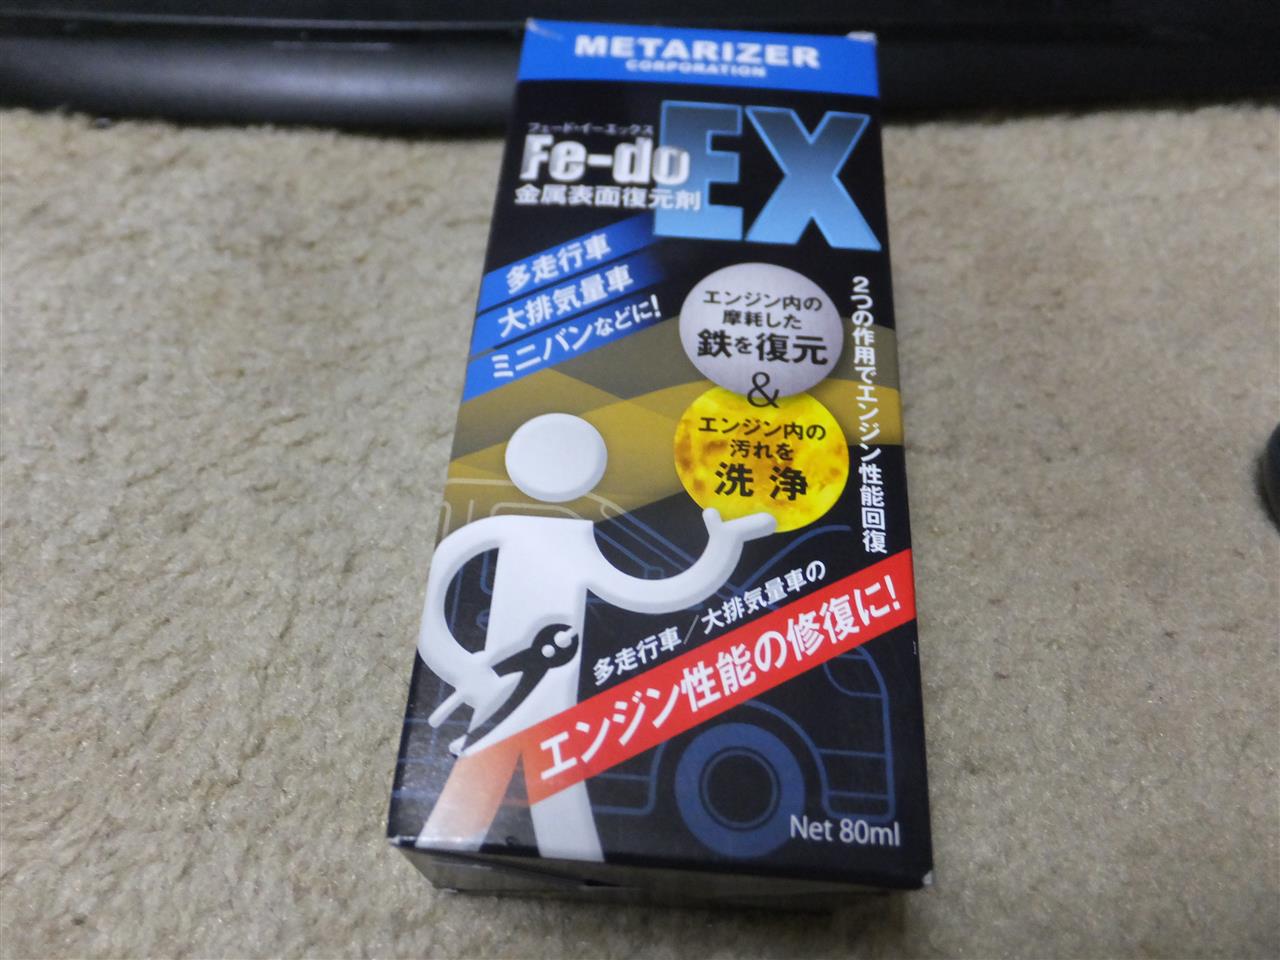 METARIZER
CORPORATION
フェード・イーエックス
Fe-do EX
金属表面復元剤
多走行車
大排気量車
ミニバンなどに!
エンジン内の
摩耗した
鉄を復元
&
エンジン内の
汚れを
洗浄
2つの作用でエンジン性能回復
多走行車/大排気量車の
エンジン性能の修復に!
Net 80ml